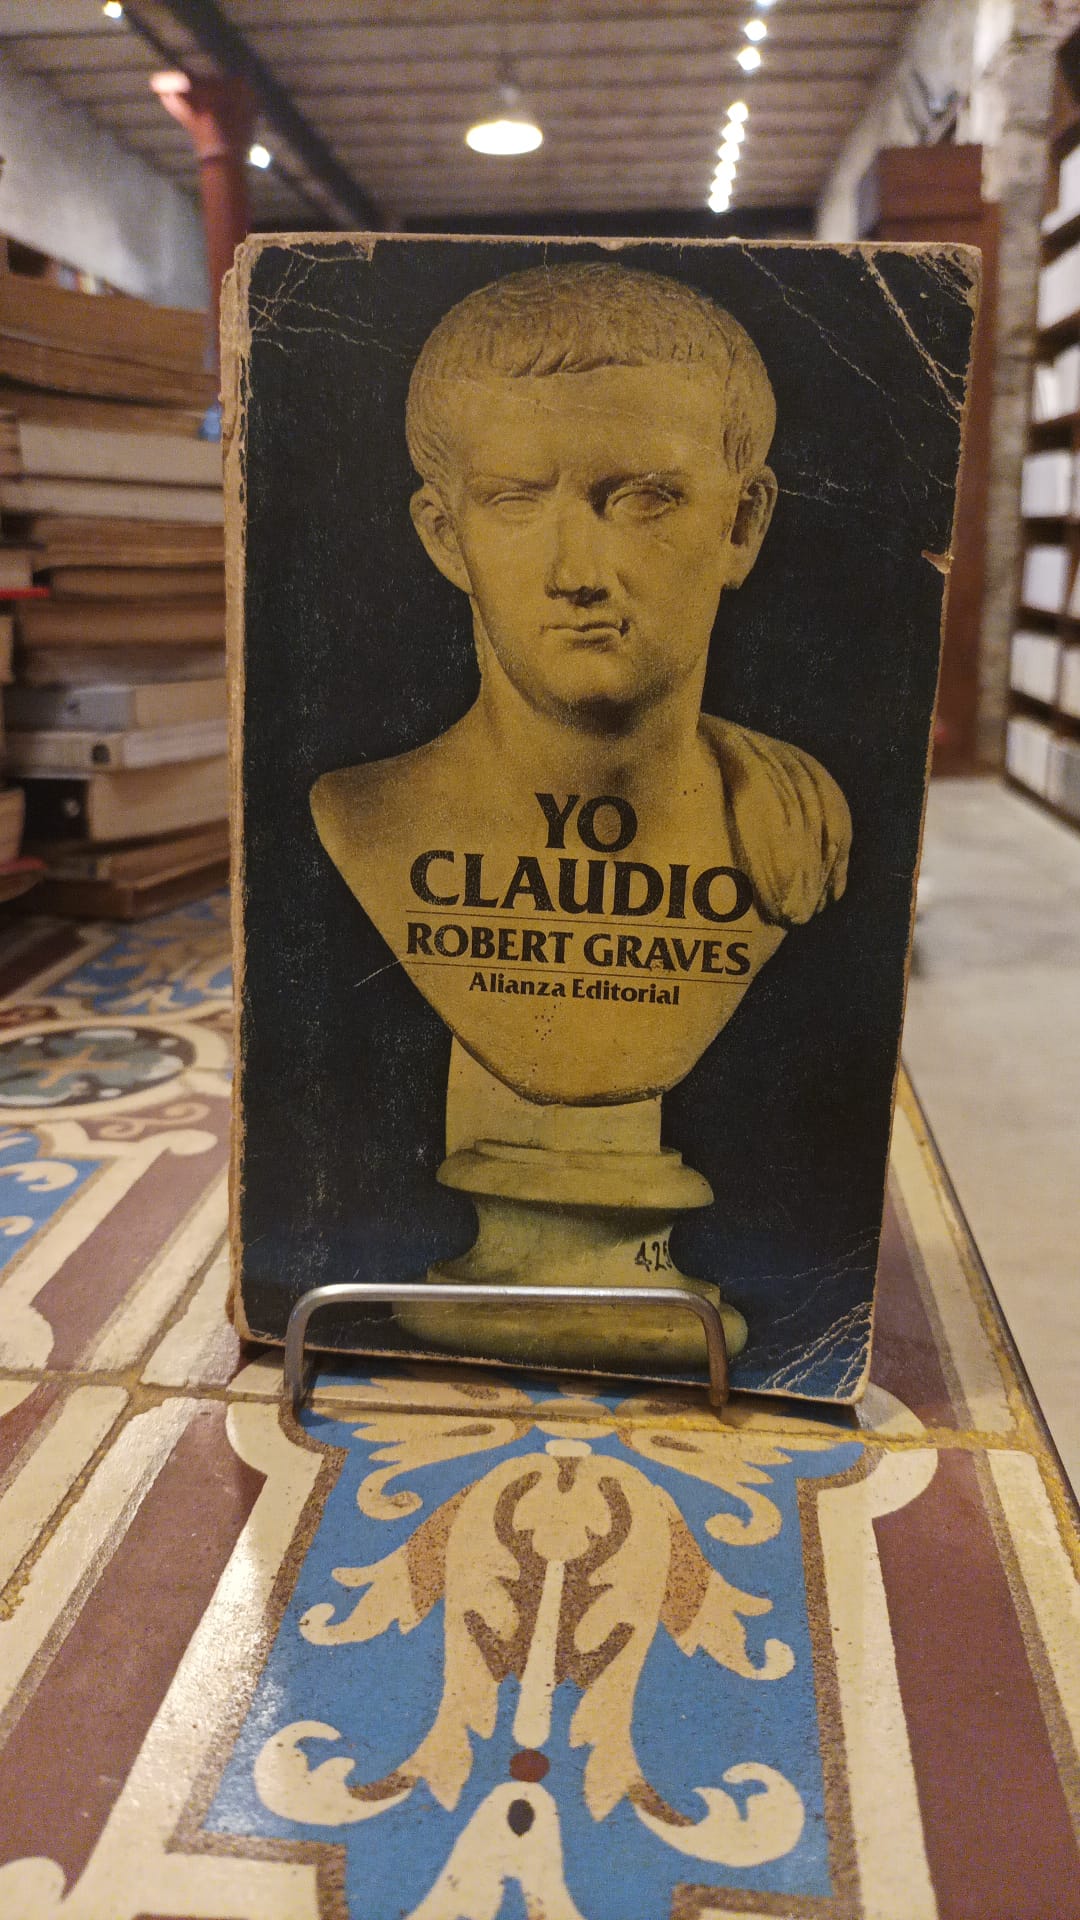 YO
CLAUDIO
ROBERT GRAVES
Alianza Editorial